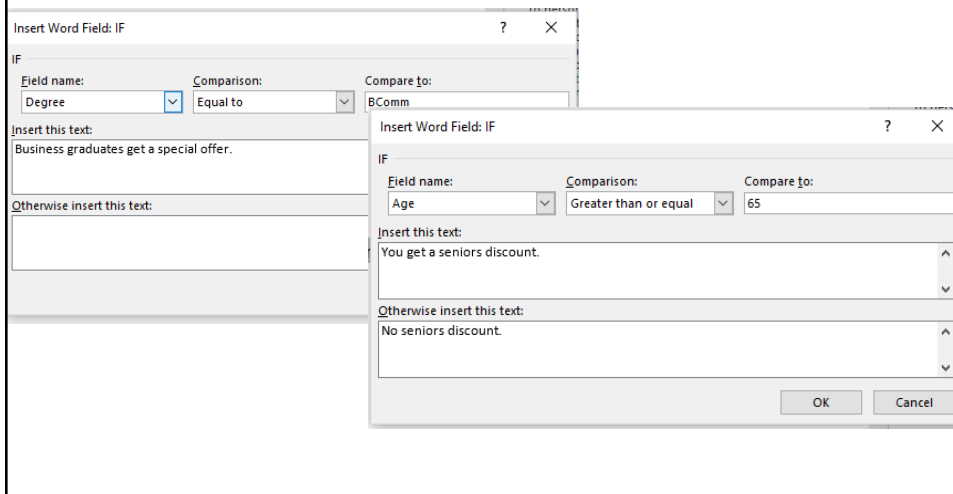 Insert Word Field: IF ? ×
IF
Field name: Comparison: Compare to:
Degree Equal to BComm
Insert this text:
Business graduates get a special offer.
Otherwise insert this text:
Insert Word Field: IF ? ×
IF
Field name: Comparison: Compare to:
Age Greater than or equal 65
Insert this text:
You get a seniors discount.
Otherwise insert this text:
No seniors discount.
OK Cancel